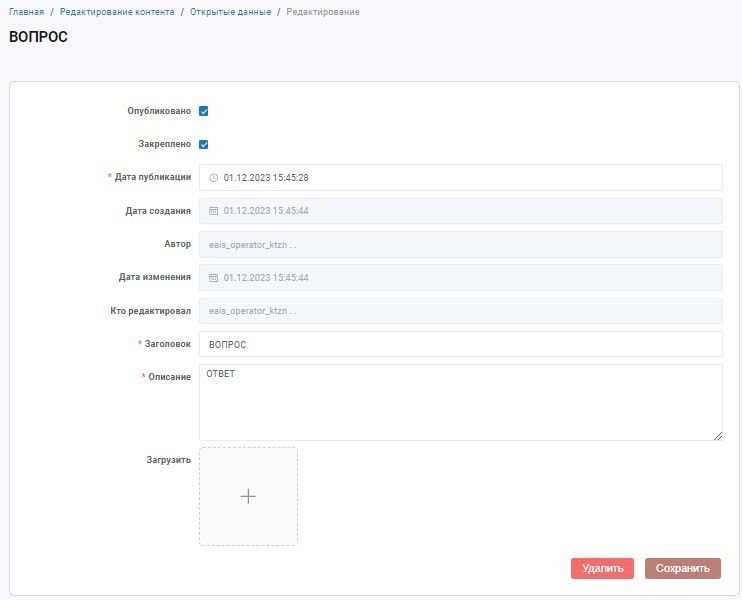 Главная / Редактирование контента / Открытые данные / Редактирование
ВОПРОС
Опубликовано
Закреплено
* Дата публикации 01.12.2023 15:45:28
Дата создания 01.12.2023 15:45:44
Автор eais_operator_ktzn . .
Дата изменения 01.12.2023 15:45:44
Кто редактировал eais_operator_ktzn . .
* Заголовок ВОПРОС
* Описание ОТВЕТ
Загрузить
Удалить Сохранить